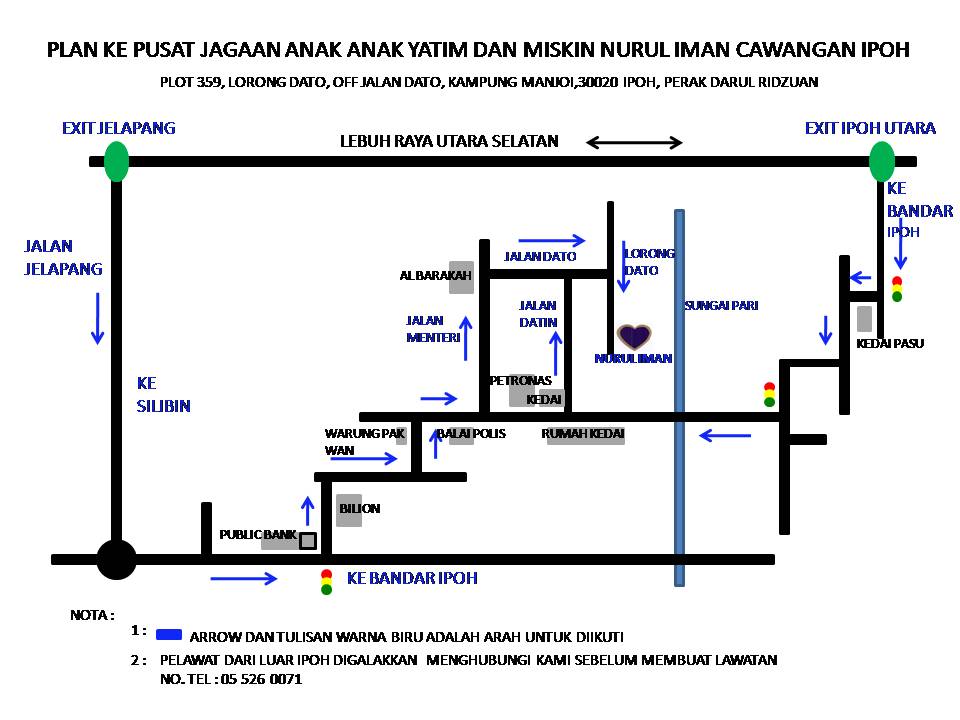 PLAN KE PUSAT JAGAAN ANAK ANAK YATIM DAN MISKIN NURUL IMAN CAWANGAN IPOH
PLOT 359, LORONG DATO, OFF JALAN DATO, KAMPUNG MANJOI,30020 IPOH, PERAK DARUL RIDZUAN
EXIT JELAPANG
EXIT IPOH UTARA
LEBUH RAYA UTARA SELATAN
KE
BANDAR
IPOH
JALAN
JELAPANG
JALAN DATO
LORONG
DATO
AL BARAKAH
JALAN
MENTERI
JALAN
DATIN
SUNGAI PARI
KEDAI PASU
NURUL IMAN
KE
SILIBIN
PETRONAS
KEDAI
WARUNG PAK
WAN
BALAI POLIS
RUMAH KEDAI
BILION
PUBLIC BANK
KE BANDAR IPOH
NOTA :
1 : ARROW DAN TULISAN WARNA BIRU ADALAH ARAH UNTUK DIIKUTI
2 : PELAWAT DARI LUAR IPOH DIGALAKKAN MENGHUBUNGI KAMI SEBELUM MEMBUAT LAWATAN
NO. TEL : 05 526 0071